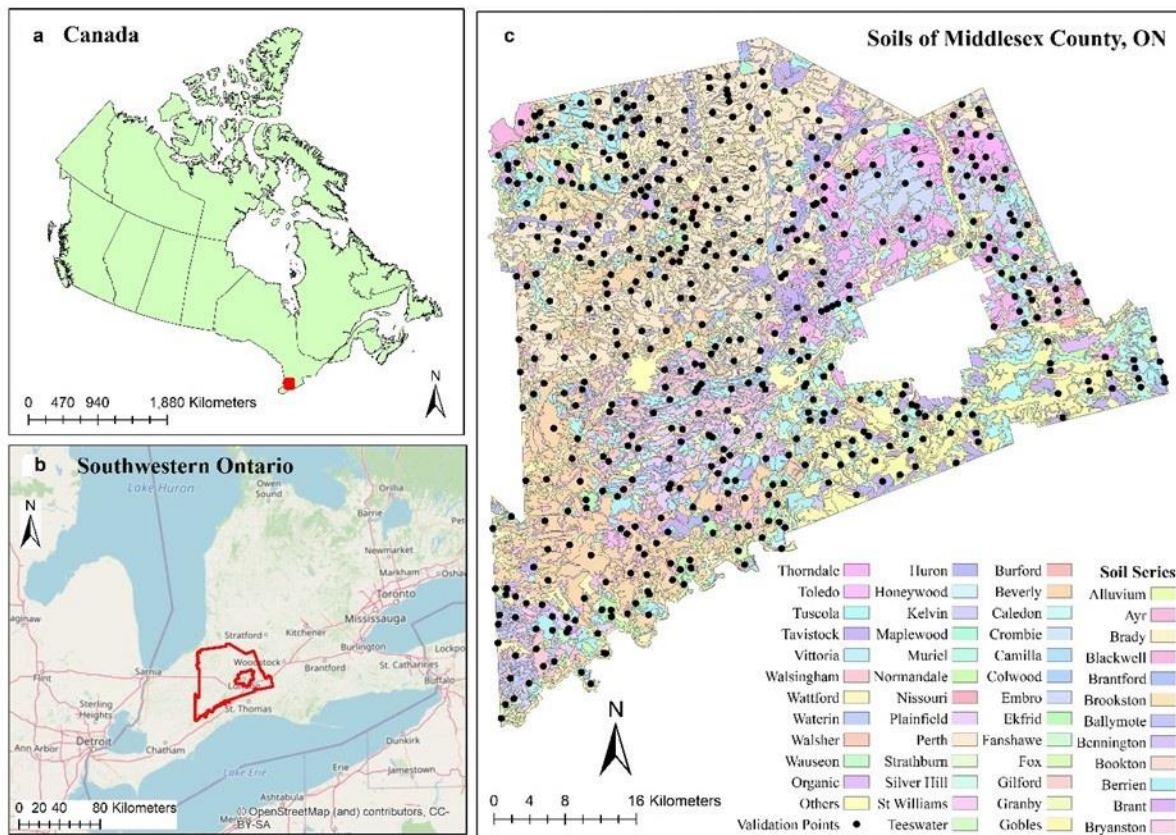 a Canada
N
0 470 940 1,880 Kilometers
b Southwestern Ontario
N
Lake Huron
Owen
Sound
Orillia
Barrie
Newmarket
Markham
Oshawa
Toronto
Mississauga
Kitchener
Stratford
Burlington
Woodstock
Brantford
St. Catharines
Lockpo
Buffalo
Sarnia
Flint
aginaw
Sterling
Heights
St. Thomas
Detroit
Ann Arbor
Chatham
Lake Erie
Erie
Dunkirk
Jamestown
Ashtabula
0 20 40 80 Kilometers
© OpenStreetMap (and) contributors, CC-
BY-SA
c Soils of Middlesex County, ON
N
0 4 8 16 Kilometers
Thorndale Huron Burford Soil Series
Toledo Honeywood Beverly Alluvium
Tuscola Kelvin Caledon Ayr
Tavistock Maplewood Crombie Brady
Vittoria Muriel Camilla Blackwell
Walsingham Normandale Colwood Brantford
Wattford Nissouri Embro Brookston
Waterin Plainfield Ekfrid Ballymote
Walsher Perth Fanshawe Bennington
Wauseon Strathburn Fox Bookton
Organic Silver Hill Gilford Berrien
Others St Williams Granby Brant
Validation Points Teeswater Gobles Bryanston